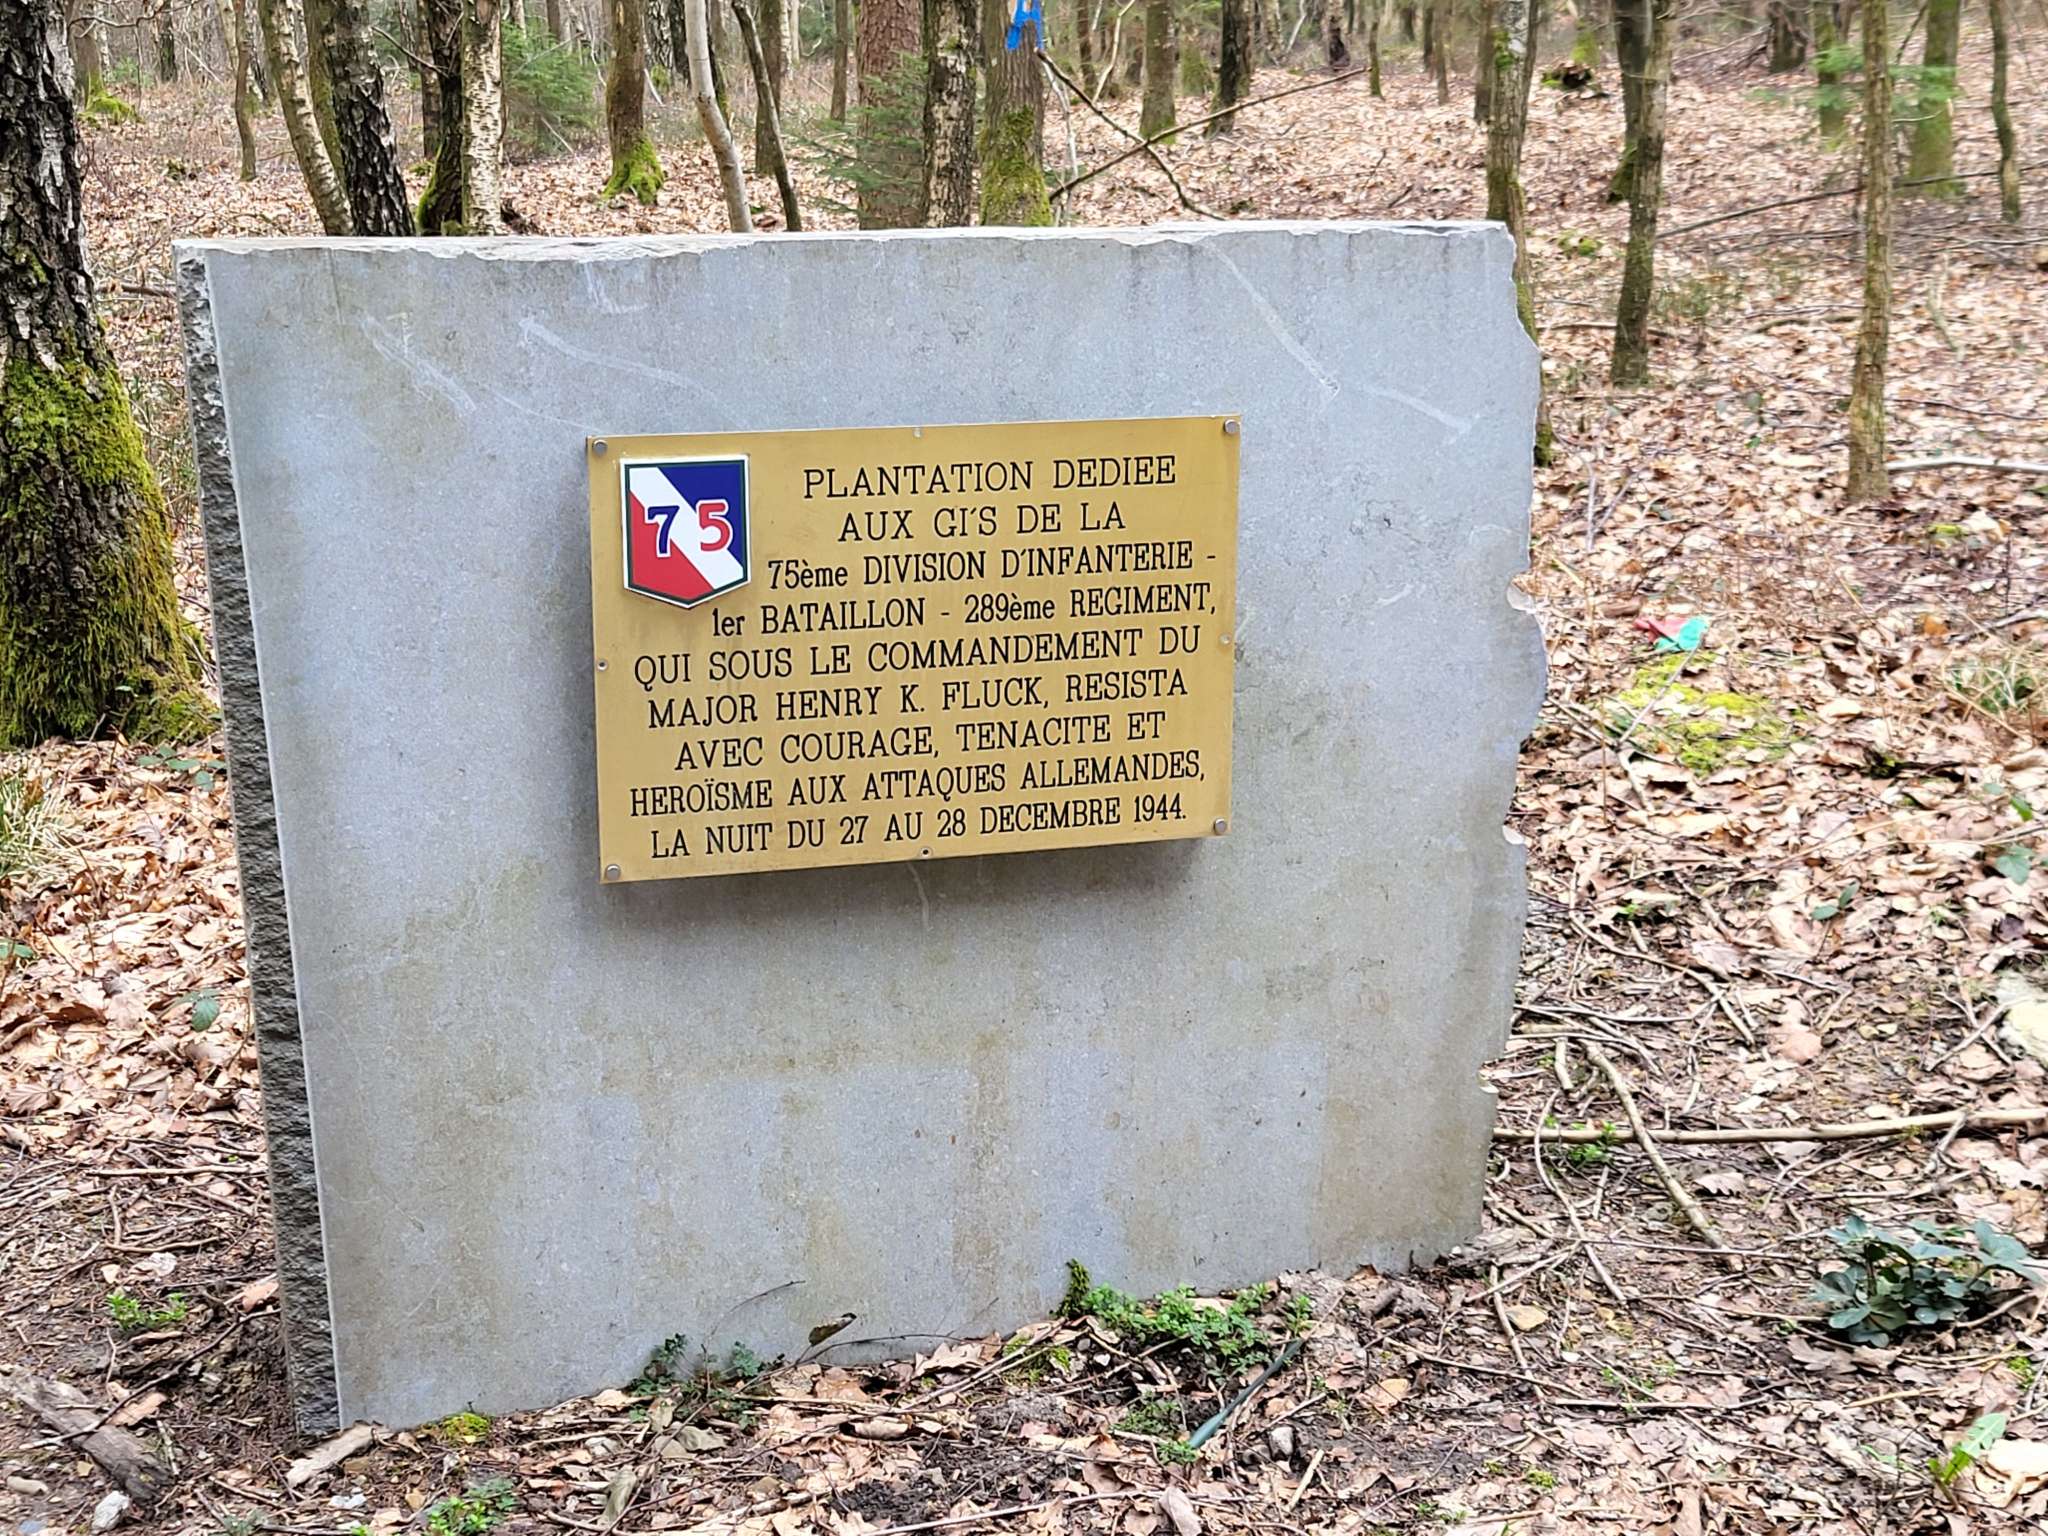 75
PLANTATION DEDIEE
AUX GI'S DE LA
75ème DIVISION D'INFANTERIE -
1er BATAILLON - 289ème REGIMENT,
QUI SOUS LE COMMANDEMENT DU
MAJOR HENRY K. FLUCK, RESISTA
AVEC COURAGE, TENACITE ET
HEROÏSME AUX ATTAQUES ALLEMANDES,
LA NUIT DU 27 AU 28 DECEMBRE 1944.